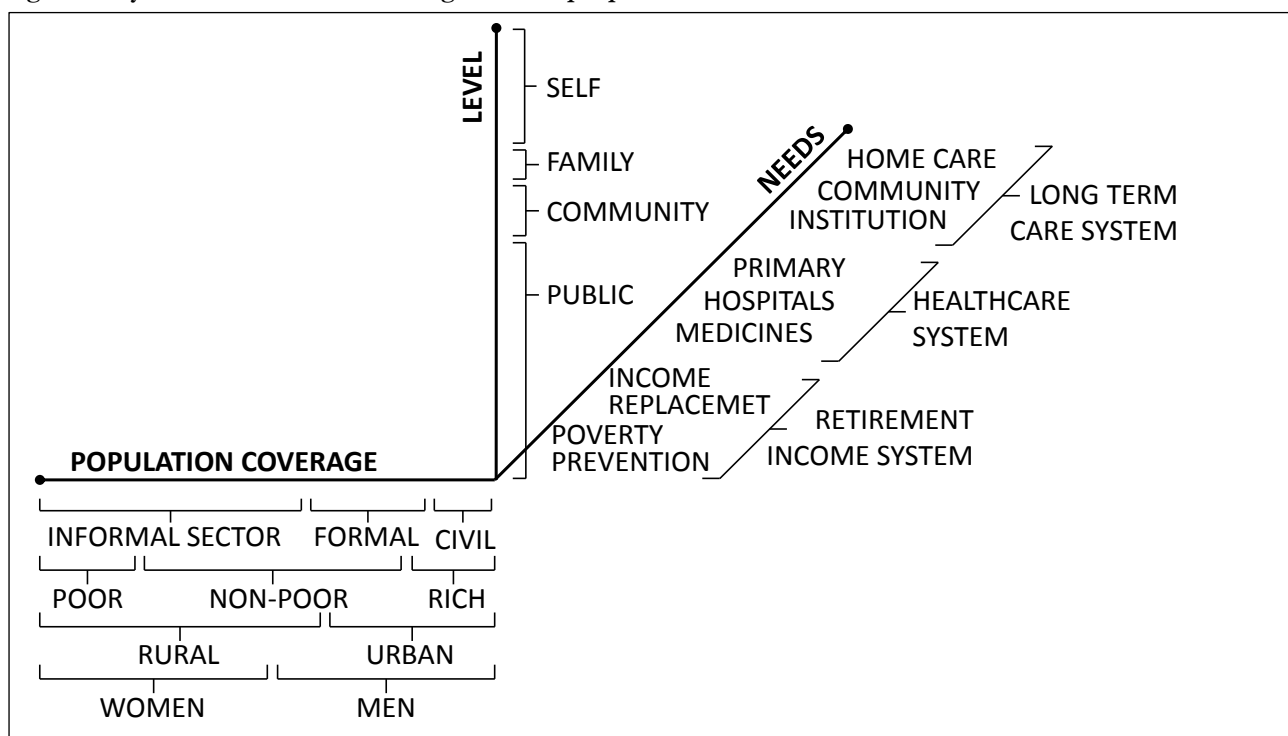 LEVEL
SELF
FAMILY
COMMUNITY
PUBLIC
NEEDS
HOME CARE
COMMUNITY
INSTITUTION
LONG TERM
CARE SYSTEM
PRIMARY
HOSPITALS
MEDICINES
HEALTHCARE
SYSTEM
INCOME
REPLACEMET
POVERTY
PREVENTION
RETIREMENT
INCOME SYSTEM
POPULATION COVERAGE
INFORMAL SECTOR FORMAL CIVIL
POOR NON-POOR RICH
RURAL URBAN
WOMEN MEN